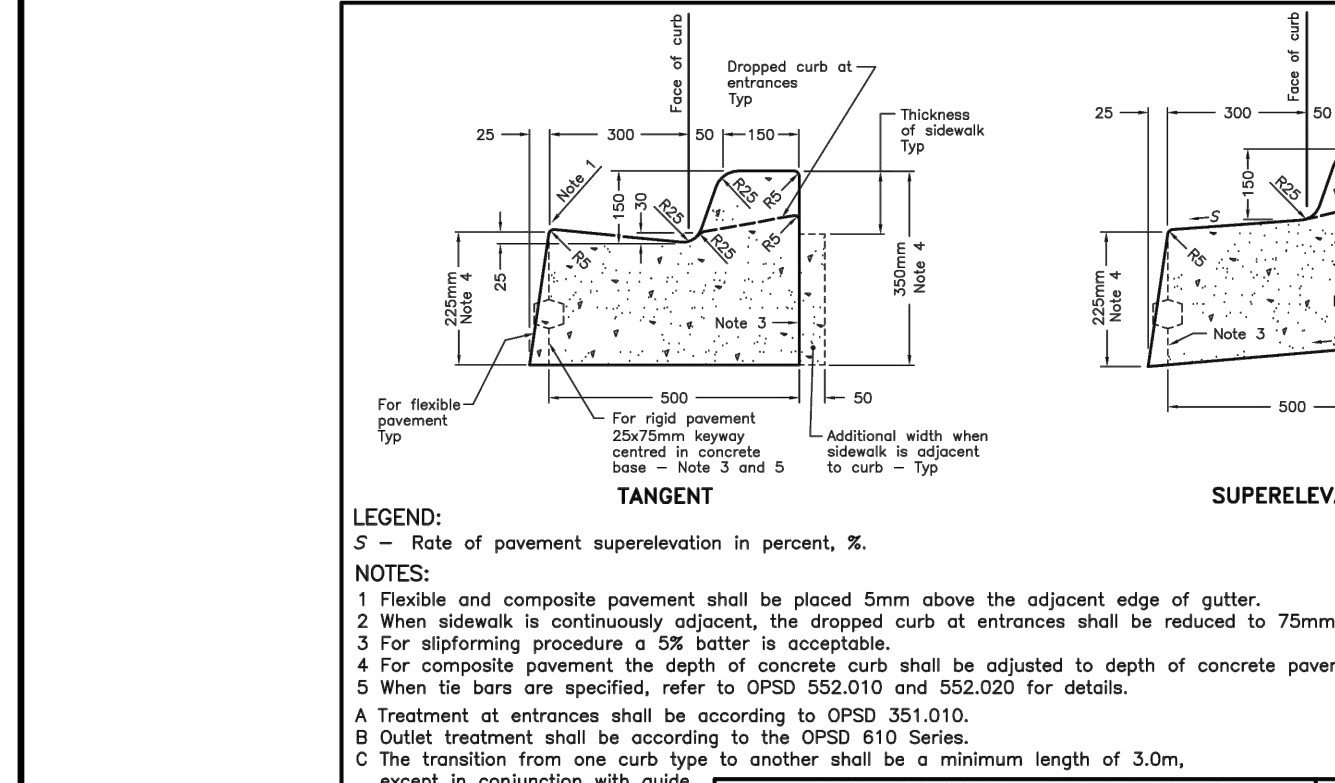 Face of curb
Dropped curb at
entrances
Typ
Thickness
of sidewalk
Typ
25
300
50
150
Note 1
150
30
R25
R25
R5
R25
R5
R5
25
225mm
Note 4
350mm
Note 4
Note 3
500
50
For flexible
pavement
Typ
For rigid pavement
25x75mm keyway
centred in concrete
base – Note 3 and 5
Additional width when
sidewalk is adjacent
to curb – Typ
TANGENT
Face of curb
25
300
50
150
R25
S
R5
225mm
Note 4
Note 3
500
SUPERELEV
LEGEND:
S – Rate of pavement superelevation in percent, %.
NOTES:
1 Flexible and composite pavement shall be placed 5mm above the adjacent edge of gutter.
2 When sidewalk is continuously adjacent, the dropped curb at entrances shall be reduced to 75mm
3 For slipforming procedure a 5% batter is acceptable.
4 For composite pavement the depth of concrete curb shall be adjusted to depth of concrete paver
5 When tie bars are specified, refer to OPSD 552.010 and 552.020 for details.
A Treatment at entrances shall be according to OPSD 351.010.
B Outlet treatment shall be according to the OPSD 610 Series.
C The transition from one curb type to another shall be a minimum length of 3.0m,
except in conjunction with guide